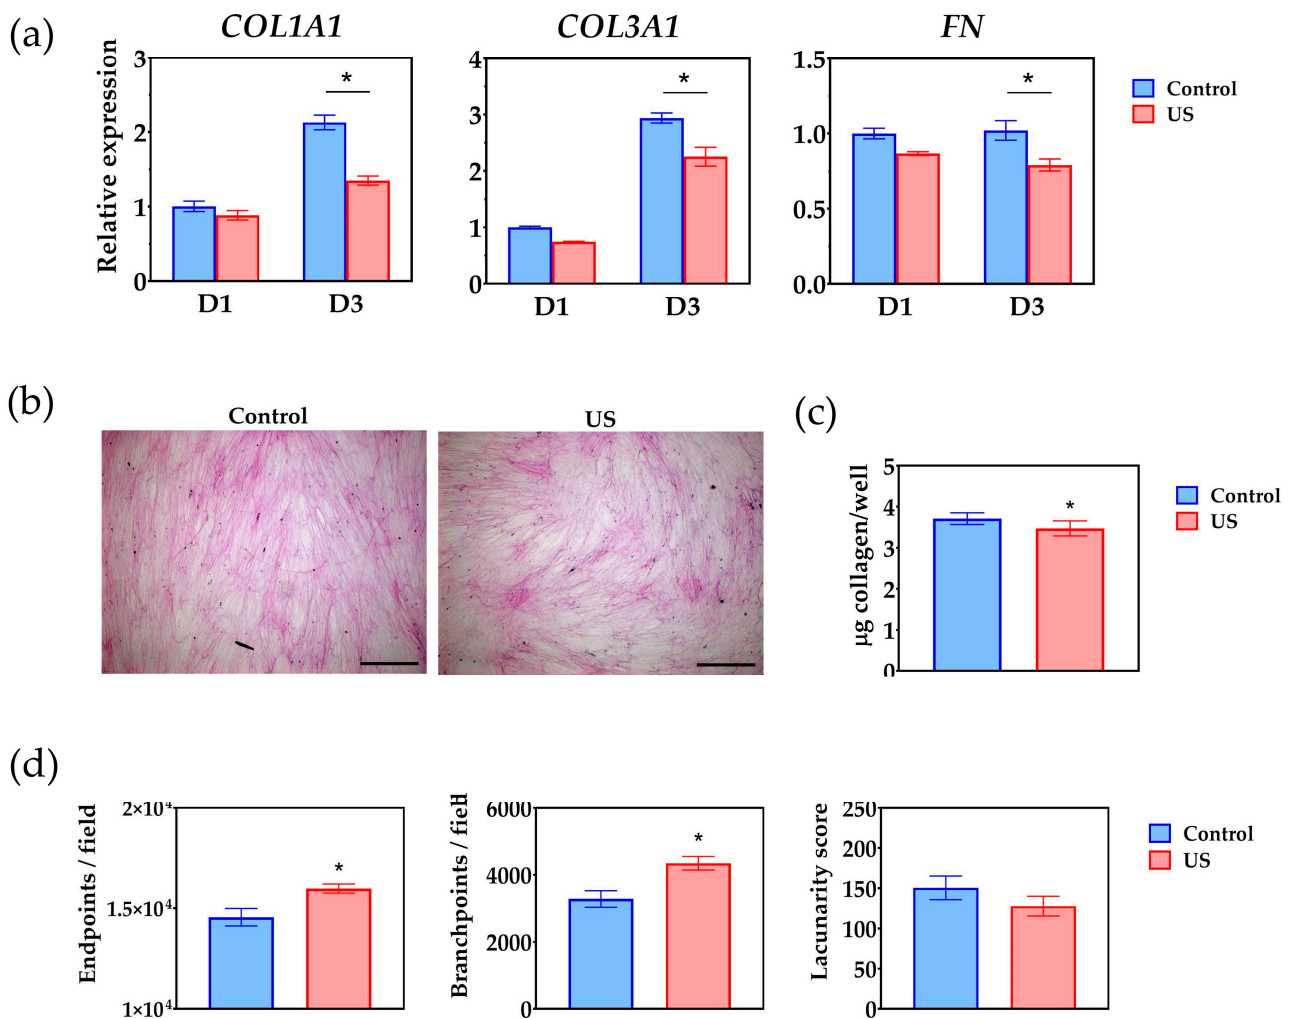 (a)
COL1A1
COL3A1
FN
Relative expression
3
2
1
0
*
D1
D3
4
3
2
1
0
*
D1
D3
1.5
1.0
0.5
0.0
*
D1
D3
Control
US
(b)
Control
US
(c)
µg collagen/well
5
4
3
2
1
0
*
Control
US
(d)
Endpoints / field
2×10⁴
1.5×10⁴
1×10⁴
*
Branchpoints / field
6000
4000
2000
0
*
Lacunarity score
250
200
150
100
50
0
Control
US